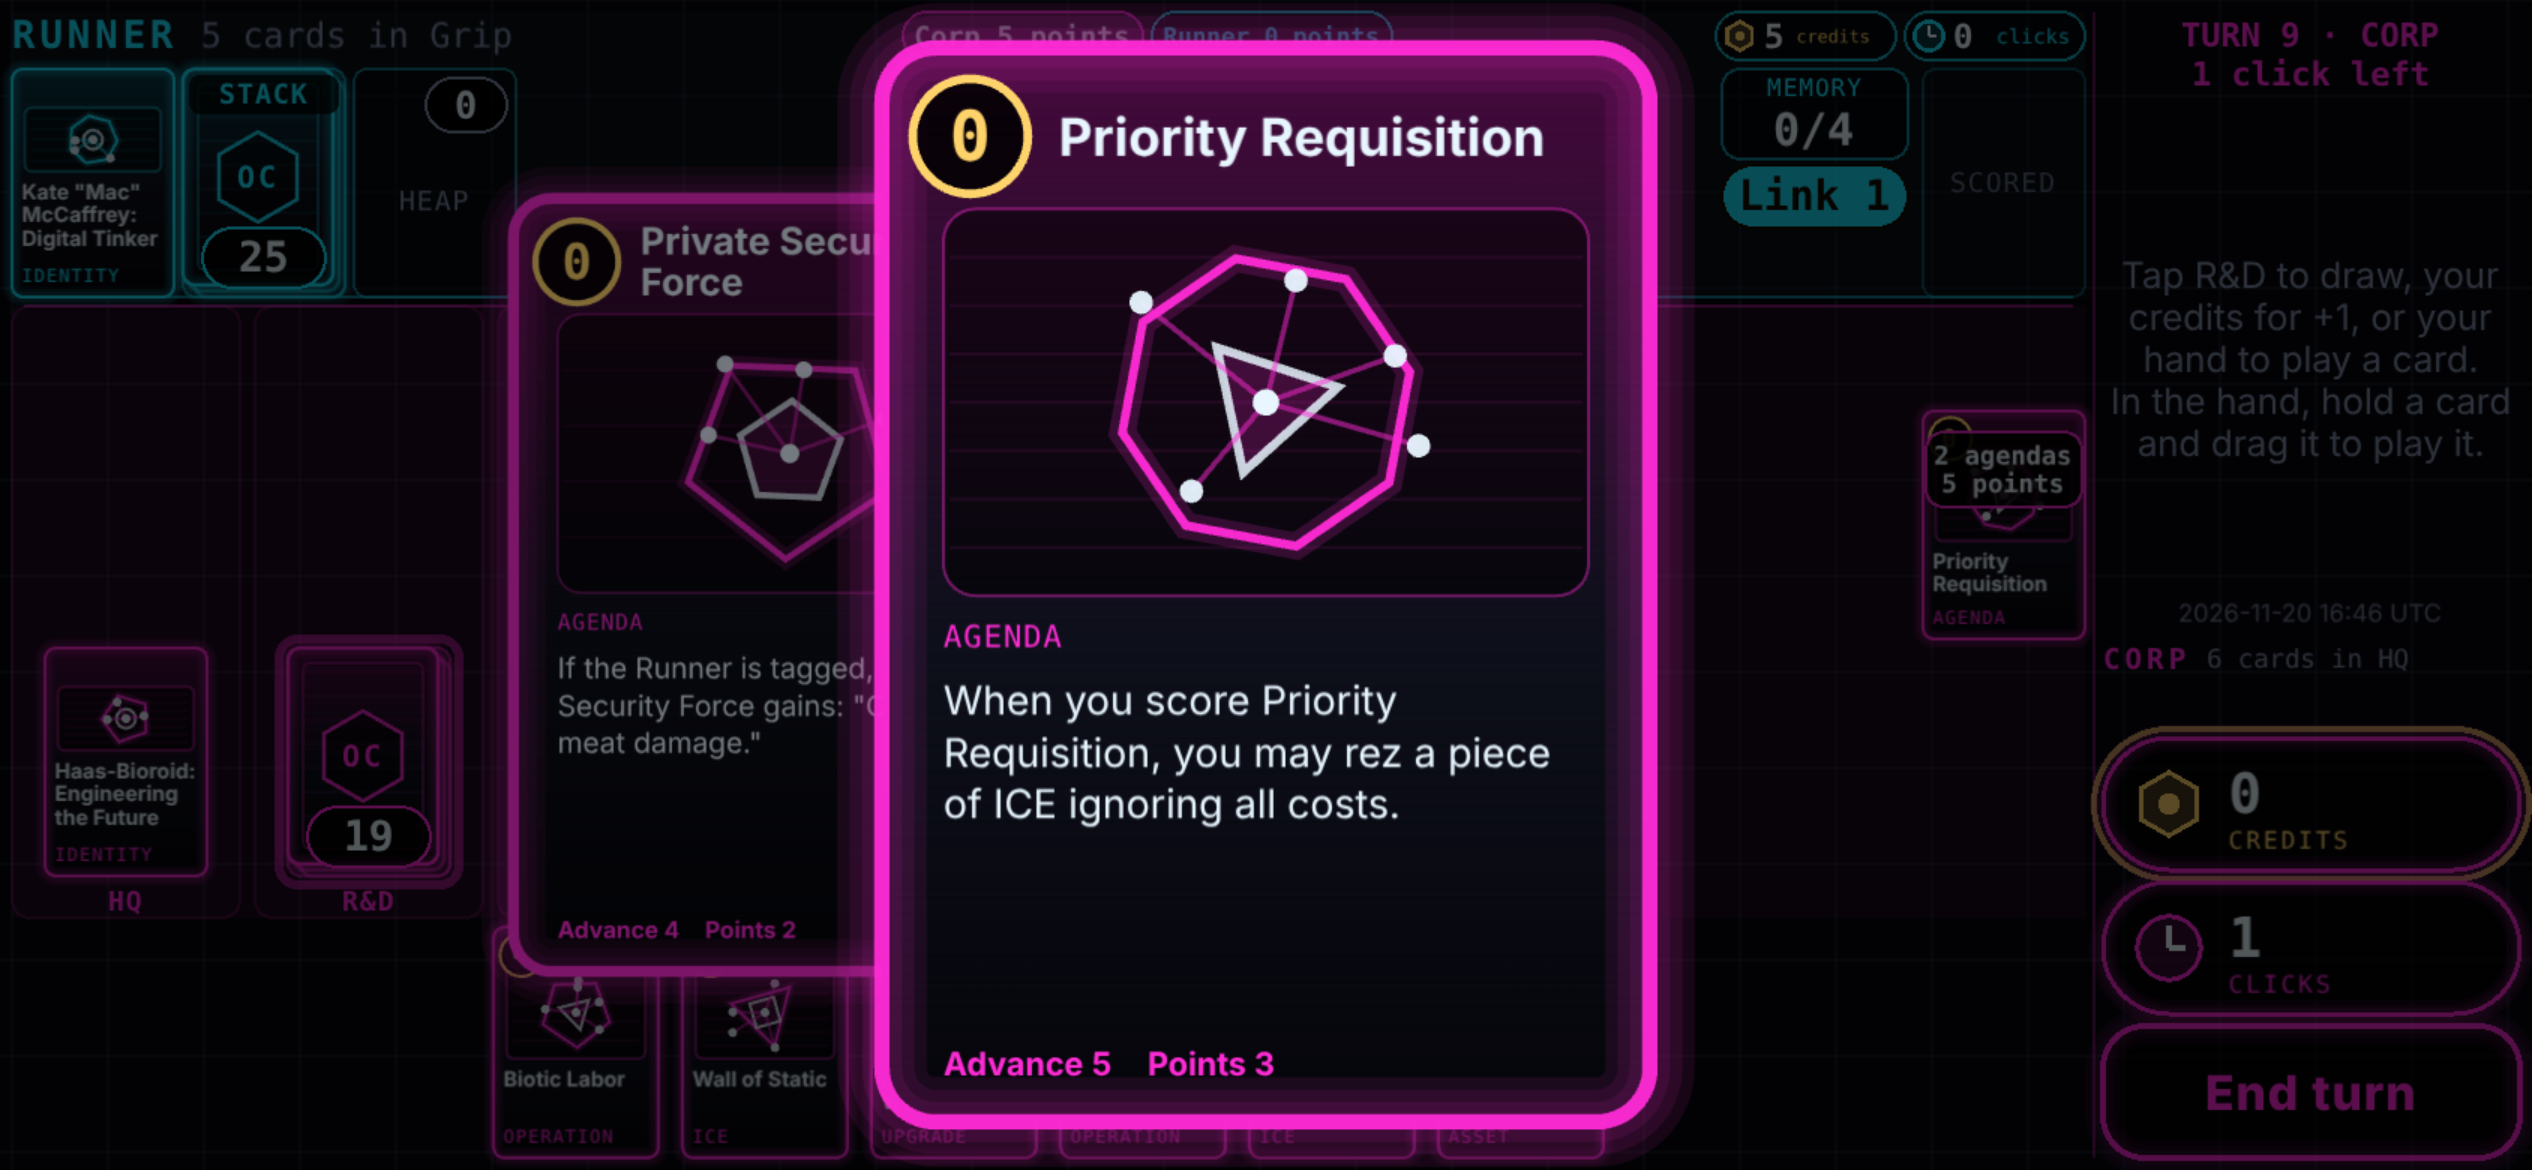 RUNNER 5 cards in Grip
Corp 5 points
Runner 0 points
5 credits
0 clicks
TURN 9 · CORP
1 click left
STACK
OC
25
Kate "Mac"
McCaffrey:
Digital Tinker
IDENTITY
0
HEAP
MEMORY
0/4
Link 1
SCORED
Tap R&D to draw, your
credits for +1, or your
hand to play a card.
In the hand, hold a card
and drag it to play it.
0
Private Secu
Force
AGENDA
If the Runner is tagged,
Security Force gains: "
meat damage."
Advance 4 Points 2
0
Priority Requisition
AGENDA
When you score Priority
Requisition, you may rez a piece
of ICE ignoring all costs.
Advance 5 Points 3
2 agendas
5 points
Priority
Requisition
AGENDA
2026-11-20 16:46 UTC
CORP 6 cards in HQ
Haas-Bioroid:
Engineering
the Future
IDENTITY
HQ
OC
19
R&D
0
CREDITS
1
CLICKS
End turn
Biotic Labor
OPERATION
Wall of Static
ICE
UPGRADE
OPERATION
ICE
ASSET